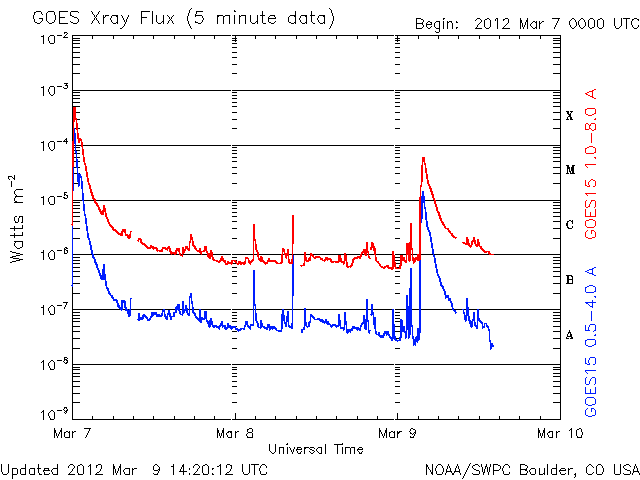 GOES Xray Flux (5 minute data)
Begin: 2012 Mar 7 0000 UTC
10-2
10-3
10-4
10-5
10-6
10-7
10-8
10-9
Watts m-2
X
M
C
B
A
GOES15 1.0-8.0 A
GOES15 0.5-4.0 A
Mar 7
Mar 8
Mar 9
Mar 10
Universal Time
Updated 2012 Mar 9 14:20:12 UTC
NOAA/SWPC Boulder, CO USA